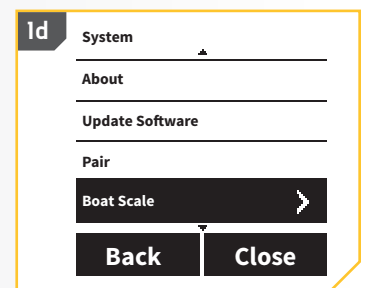 1d
System
About
Update Software
Pair
Boat Scale
Back Close